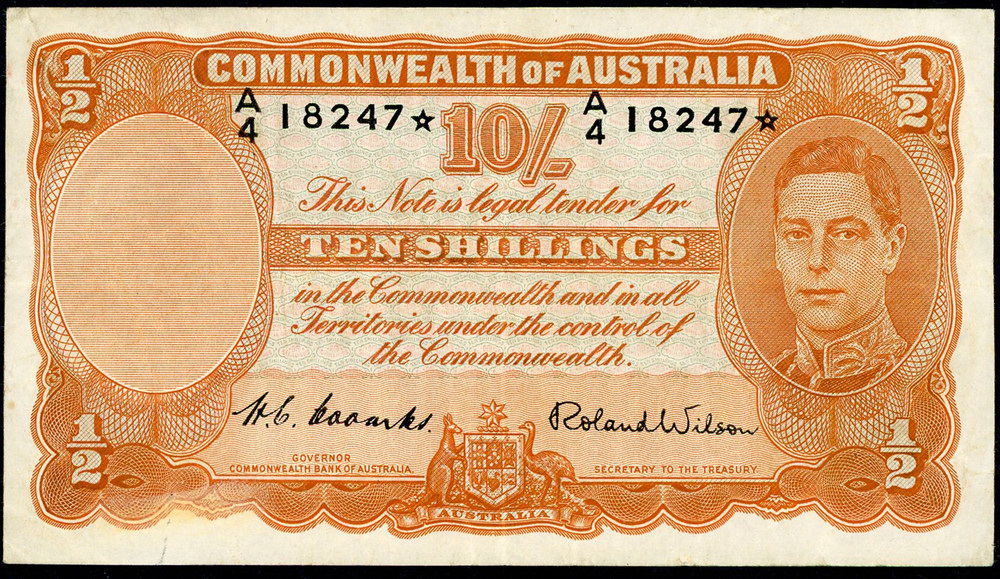 1/2 COMMONWEALTH OF AUSTRALIA 1/2
A/4 18247☆ A/4 18247☆
10/-
This Note is legal tender for
TEN SHILLINGS
in the Commonwealth and in all
Territories under the control of
the Commonwealth.
H.C. Coombs. Roland Wilson
GOVERNOR
COMMONWEALTH BANK OF AUSTRALIA. SECRETARY TO THE TREASURY.
1/2 1/2
AUSTRALIA